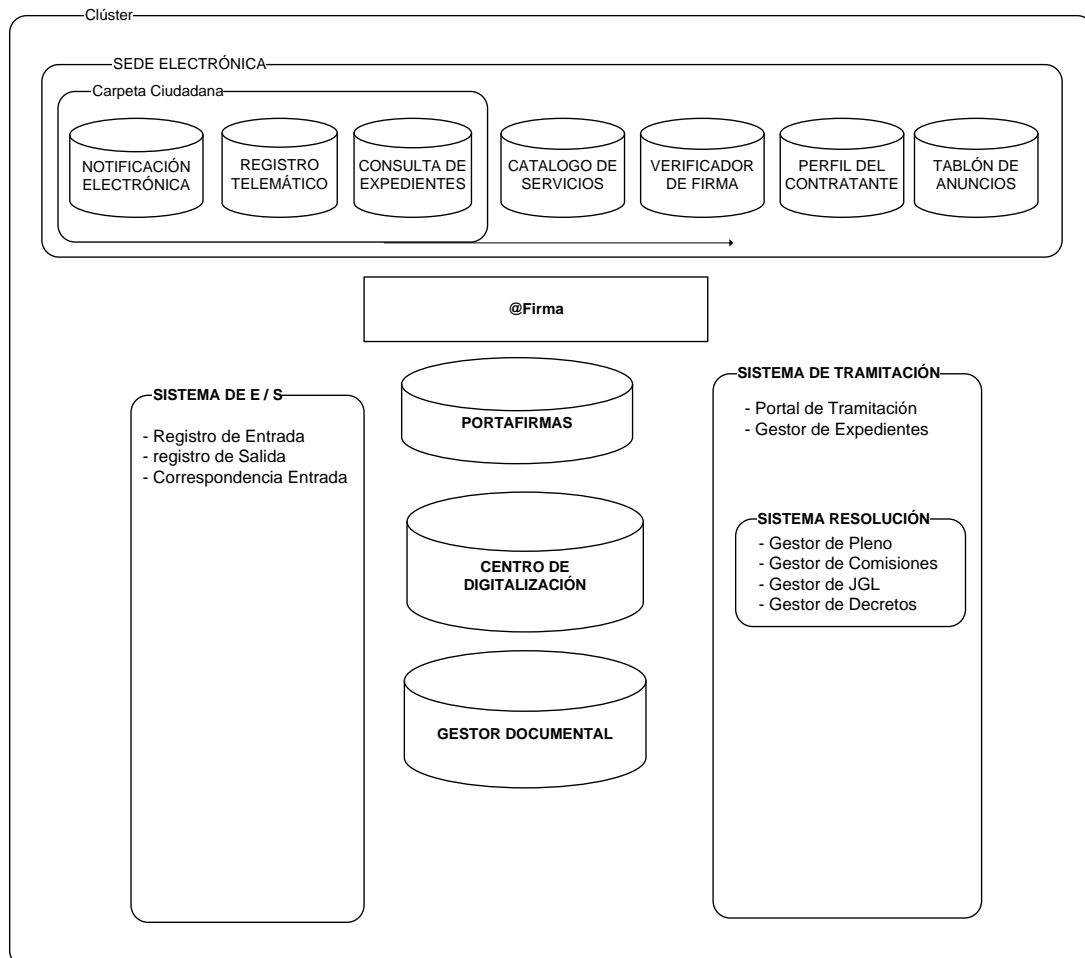 Clúster
SEDE ELECTRÓNICA
Carpeta Ciudadana
NOTIFICACIÓN
ELECTRÓNICA
REGISTRO
TELEMÁTICO
CONSULTA DE
EXPEDIENTES
CATALOGO DE
SERVICIOS
VERIFICADOR
DE FIRMA
PERFIL DEL
CONTRATANTE
TABLÓN DE
ANUNCIOS
@Firma
SISTEMA DE E / S
- Registro de Entrada
- registro de Salida
- Correspondencia Entrada
PORTAFIRMAS
CENTRO DE
DIGITALIZACIÓN
GESTOR DOCUMENTAL
SISTEMA DE TRAMITACIÓN
- Portal de Tramitación
- Gestor de Expedientes
SISTEMA RESOLUCIÓN
- Gestor de Pleno
- Gestor de Comisiones
- Gestor de JGL
- Gestor de Decretos